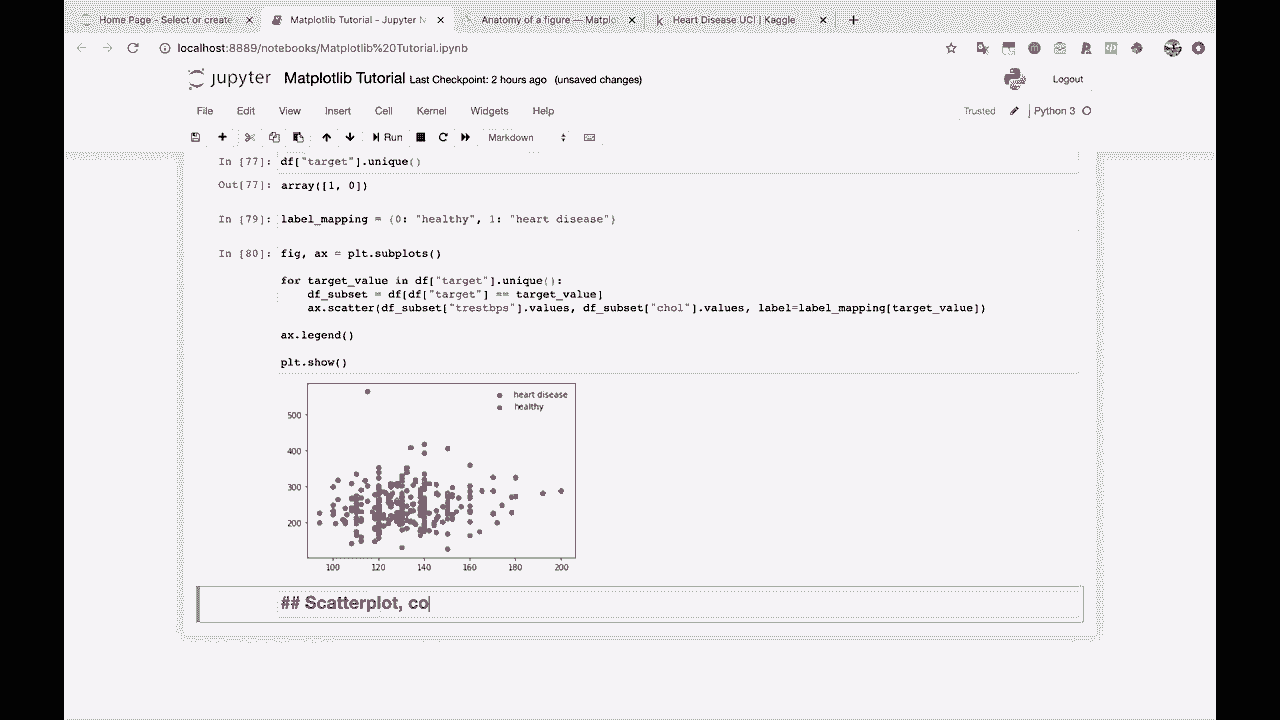 Home Page - Select or create
Matplotlib Tutorial - Jupyter N
Anatomy of a figure — Matplo
Heart Disease UCI | Kaggle
localhost:8889/notebooks/Matplotlib%20Tutorial.ipynb
jupyter Matplotlib Tutorial Last Checkpoint: 2 hours ago (unsaved changes)
Logout
File Edit View Insert Cell Kernel Widgets Help
Trusted Python 3
Run Markdown
In [77]: df["target"].unique()
Out[77]: array([1, 0])
In [79]: label_mapping = {0: "healthy", 1: "heart disease"}
In [80]: fig, ax = plt.subplots()
for target_value in df["target"].unique():
df_subset = df[df["target"] == target_value]
ax.scatter(df_subset["trestbps"].values, df_subset["chol"].values, label=label_mapping[target_value])
ax.legend()
plt.show()
heart disease
healthy
500
400
300
200
100 120 140 160 180 200
## Scatterplot, co